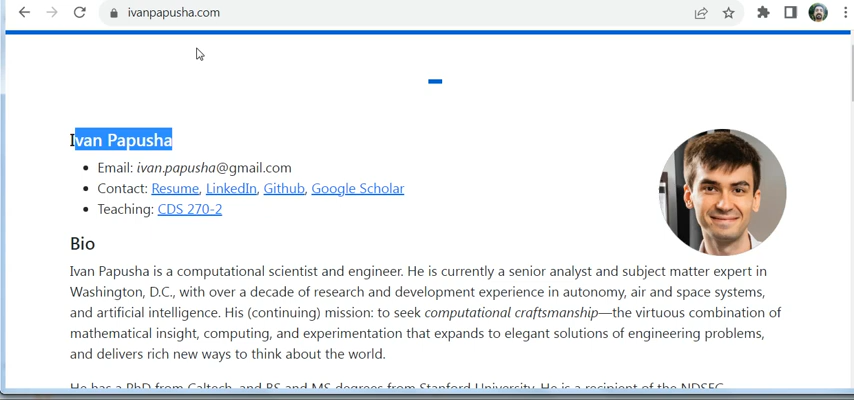 ivanpapusha.com
Ivan Papusha
Email: ivan.papusha@gmail.com
Contact: Resume, LinkedIn, Github, Google Scholar
Teaching: CDS 270-2
Bio
Ivan Papusha is a computational scientist and engineer. He is currently a senior analyst and subject matter expert in
Washington, D.C., with over a decade of research and development experience in autonomy, air and space systems,
and artificial intelligence. His (continuing) mission: to seek computational craftsmanship—the virtuous combination of
mathematical insight, computing, and experimentation that expands to elegant solutions of engineering problems,
and delivers rich new ways to think about the world.
He has a PhD from Caltech, and BS and MS degrees from Stanford University. He is a recipient of the NDSEG